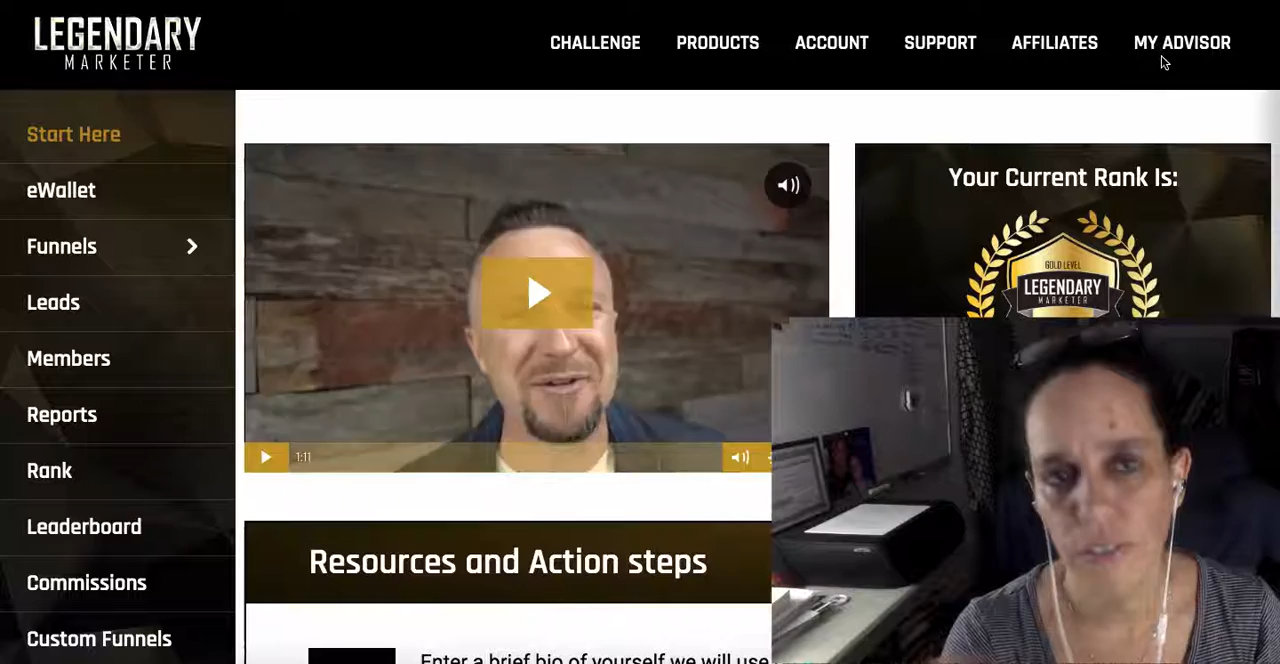 LEGENDARY
MARKETER
CHALLENGE
PRODUCTS
ACCOUNT
SUPPORT
AFFILIATES
MY ADVISOR
Start Here
eWallet
Funnels
Leads
Members
Reports
Rank
Leaderboard
Commissions
Custom Funnels
1:11
Your Current Rank Is:
GOLD LEVEL
LEGENDARY
MARKETER
Resources and Action steps
Enter a brief bio of yourself we will use